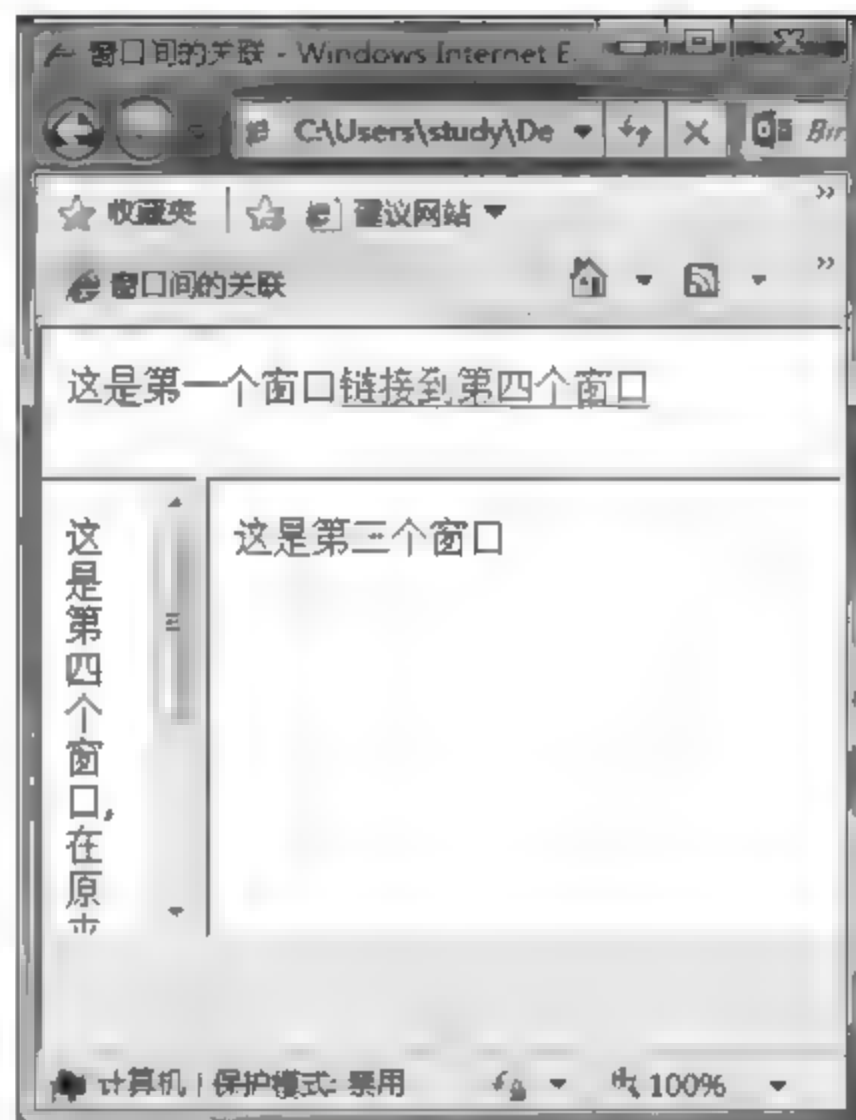 窗口间的关联 - Windows Internet E.
C:\Users\study\De
收藏夹 建议网站
窗口间的关联
这是第一个窗口链接到第四个窗口
这是第三个窗口
这
是
第
四
个
窗
口,
在
原
计算机 | 保护模式: 禁用 100%